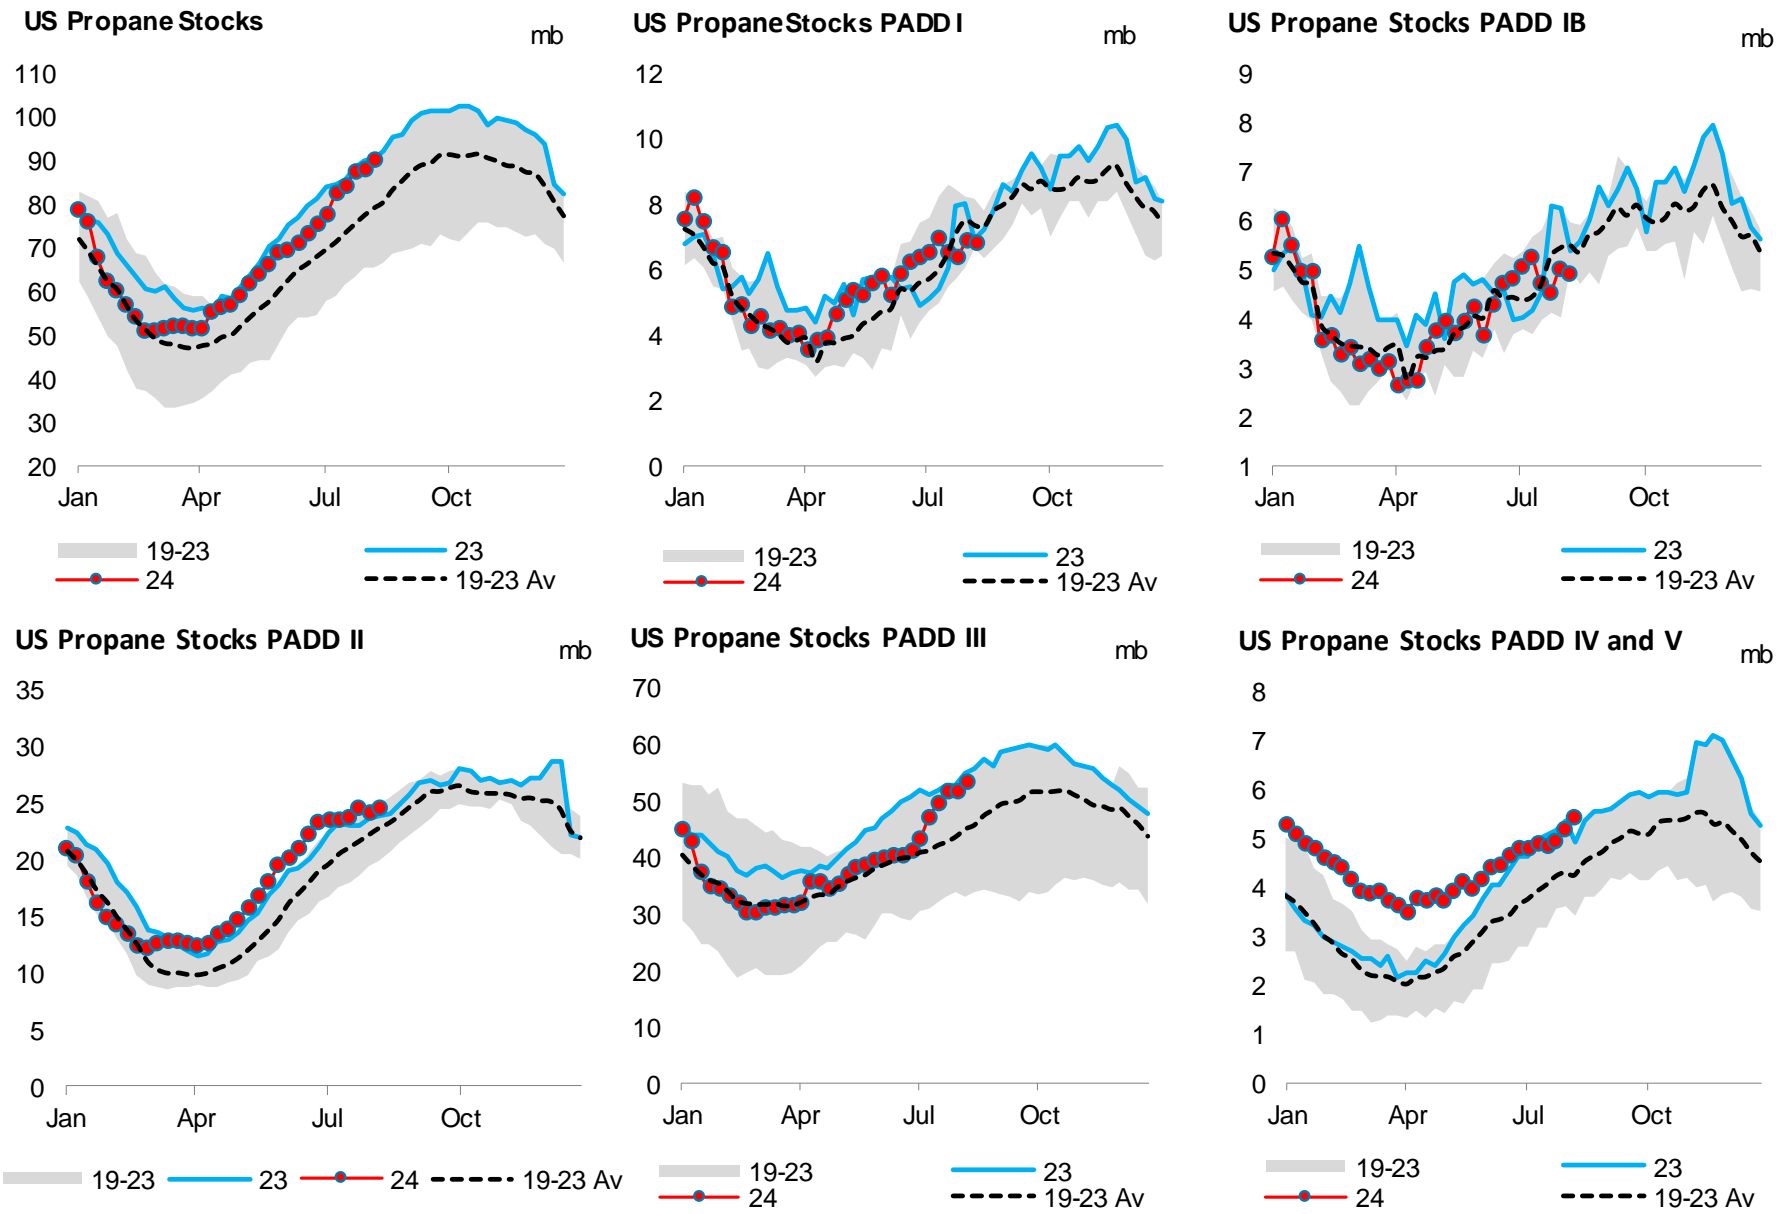 US Propane Stocks
mb
110
100
90
80
70
60
50
40
30
20
Jan Apr Jul Oct
19-23 23
24 19-23 Av
US Propane Stocks PADD I
mb
12
10
8
6
4
2
0
Jan Apr Jul Oct
19-23 23
24 19-23 Av
US Propane Stocks PADD IB
mb
9
8
7
6
5
4
3
2
1
Jan Apr Jul Oct
19-23 23
24 19-23 Av
US Propane Stocks PADD II
mb
35
30
25
20
15
10
5
0
Jan Apr Jul Oct
19-23 23 24 19-23 Av
US Propane Stocks PADD III
mb
70
60
50
40
30
20
10
0
Jan Apr Jul Oct
19-23 23
24 19-23 Av
US Propane Stocks PADD IV and V
mb
8
7
6
5
4
3
2
1
0
Jan Apr Jul Oct
19-23 23
24 19-23 Av